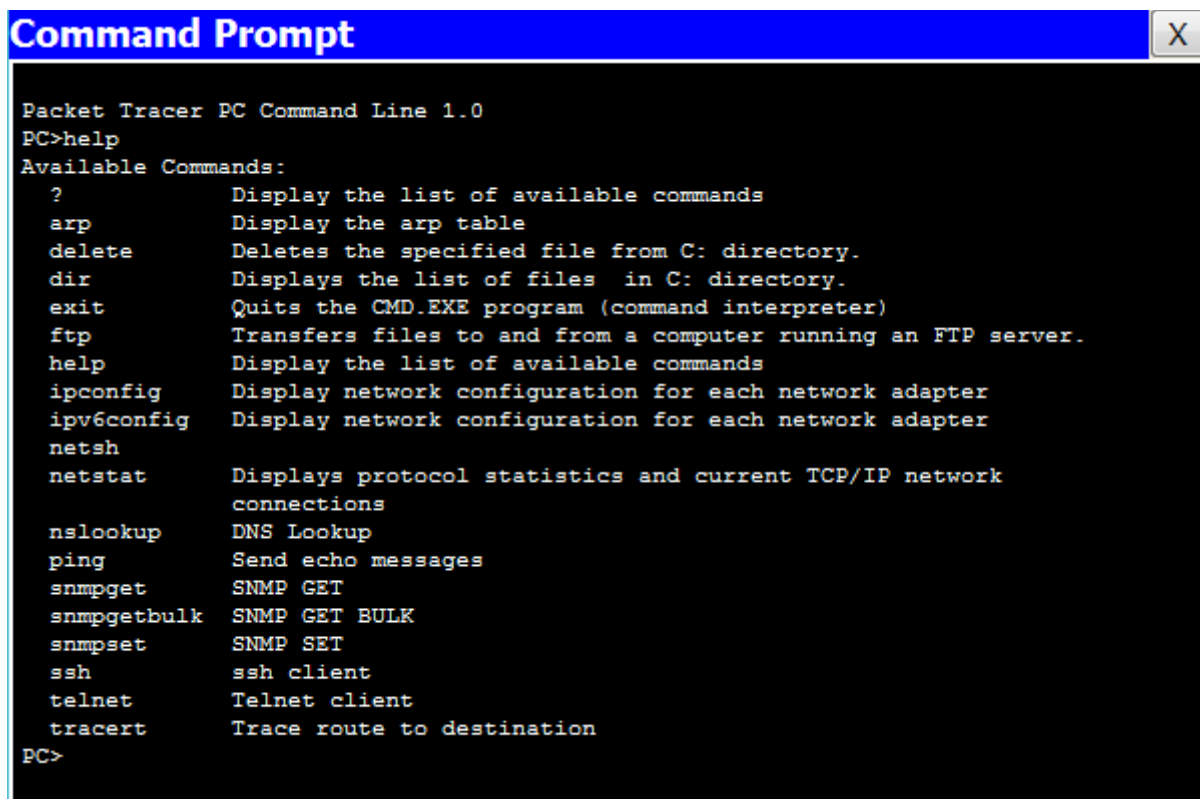 Command Prompt X
Packet Tracer PC Command Line 1.0
PC>help
Available Commands:
? Display the list of available commands
arp Display the arp table
delete Deletes the specified file from C: directory.
dir Displays the list of files  in C: directory.
exit Quits the CMD.EXE program (command interpreter)
ftp Transfers files to and from a computer running an FTP server.
help Display the list of available commands
ipconfig Display network configuration for each network adapter
ipv6config Display network configuration for each network adapter
netsh
netstat Displays protocol statistics and current TCP/IP network
connections
nslookup DNS Lookup
ping Send echo messages
snmpget SNMP GET
snmpgetbulk SNMP GET BULK
snmpset SNMP SET
ssh ssh client
telnet Telnet client
tracert Trace route to destination
PC>